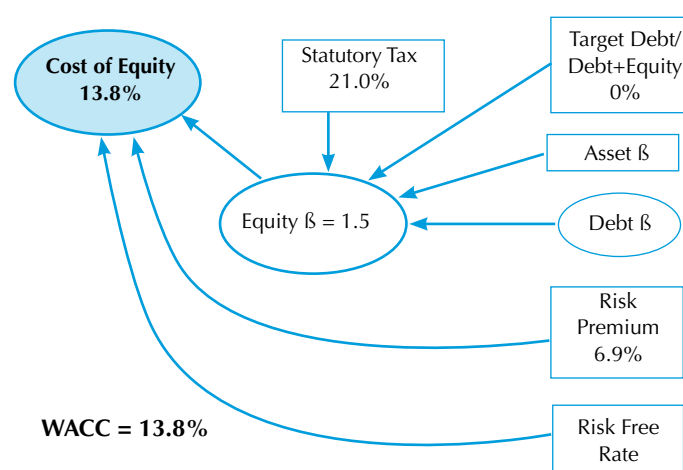 Cost of Equity
13.8%
Statutory Tax
21.0%
Target Debt/
Debt+Equity
0%
Asset ß
Equity ß = 1.5
Debt ß
Risk
Premium
6.9%
WACC = 13.8%
Risk Free
Rate